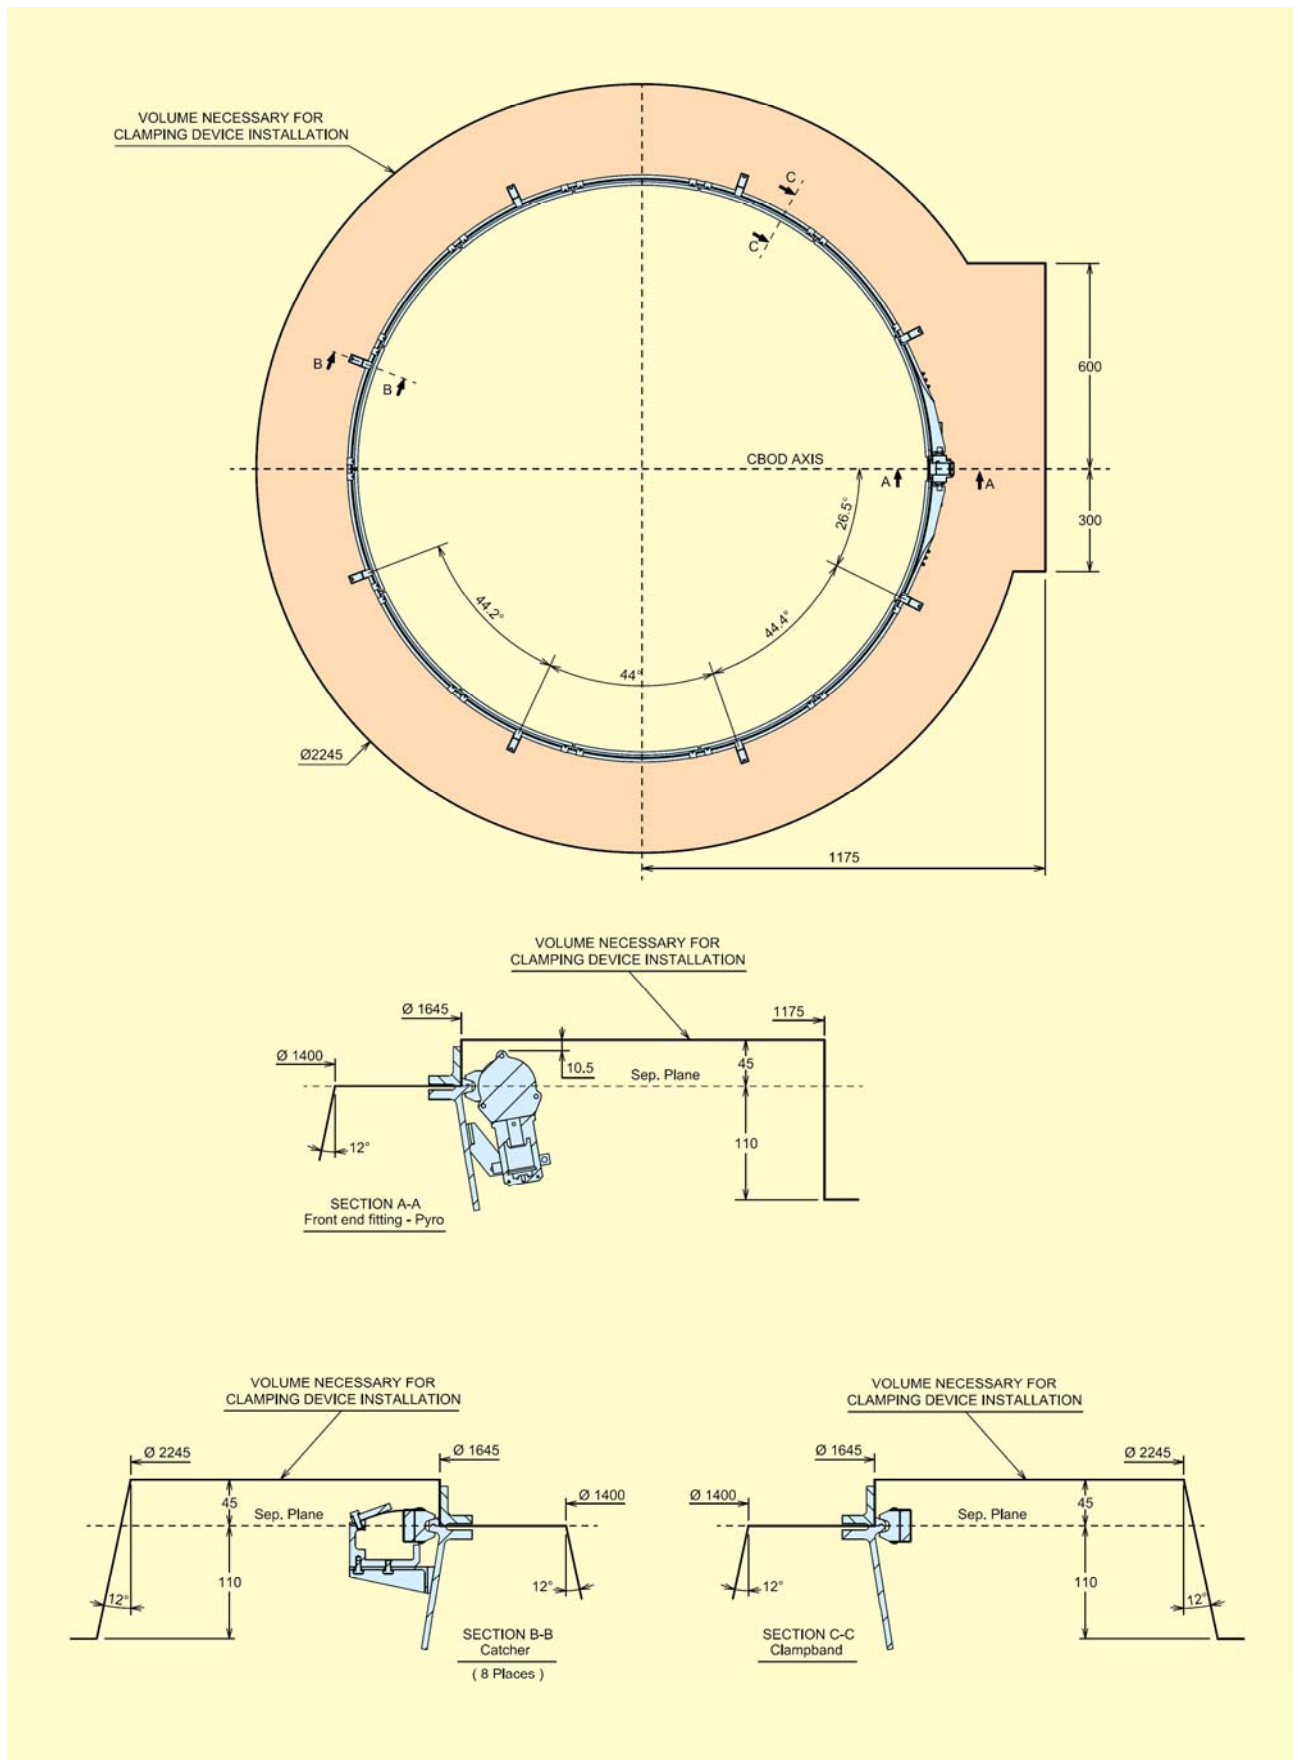 VOLUME NECESSARY FOR
CLAMPING DEVICE INSTALLATION
C
C
B
B
600
CBOD AXIS
A
A
26.5°
300
44.2°
44.4°
44°
Ø2245
1175
VOLUME NECESSARY FOR
CLAMPING DEVICE INSTALLATION
Ø 1645
1175
Ø 1400
10.5
Sep. Plane
45
110
12°
SECTION A-A
Front end fitting - Pyro
VOLUME NECESSARY FOR
CLAMPING DEVICE INSTALLATION
Ø 2245
Ø 1645
45
Ø 1400
Sep. Plane
110
12°
12°
SECTION B-B
Catcher
( 8 Places )
VOLUME NECESSARY FOR
CLAMPING DEVICE INSTALLATION
Ø 1645
Ø 2245
Ø 1400
45
Sep. Plane
12°
110
12°
SECTION C-C
Clampband